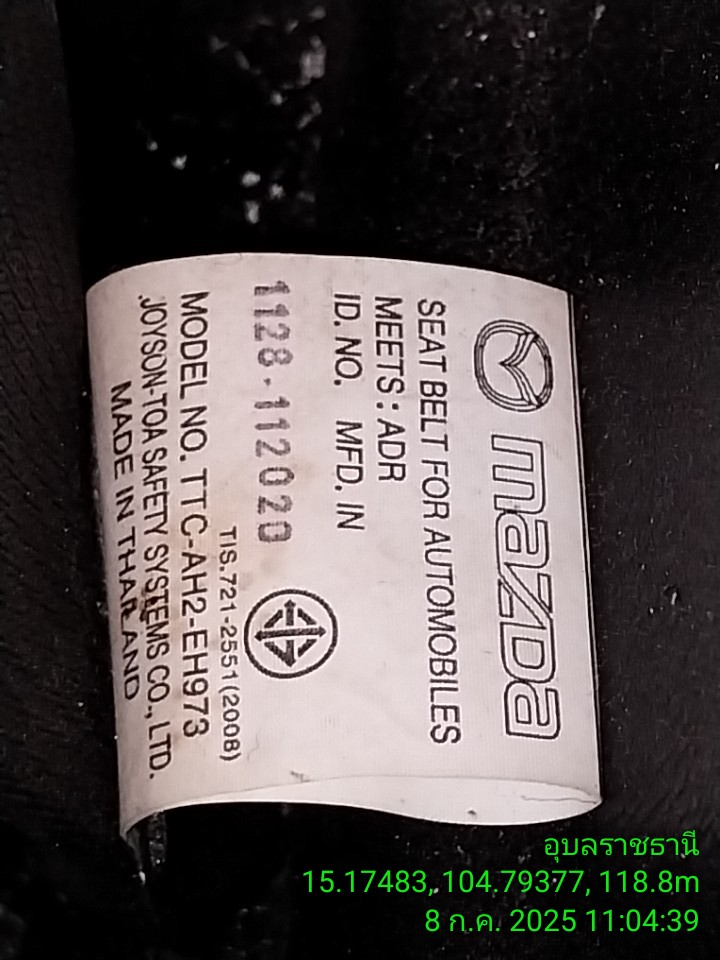 mazda
SEAT BELT FOR AUTOMOBILES
MEETS : ADR
ID. NO. MFD. IN
1128-112020
TIS.721-2551(2008)
MODEL NO. TTC-AH2-EH973
JOYSON-TOA SAFETY SYSTEMS CO., LTD.
MADE IN THAILAND
อุบลราชธานี
15.17483, 104.79377, 118.8m
8 ก.ค. 2025 11:04:39